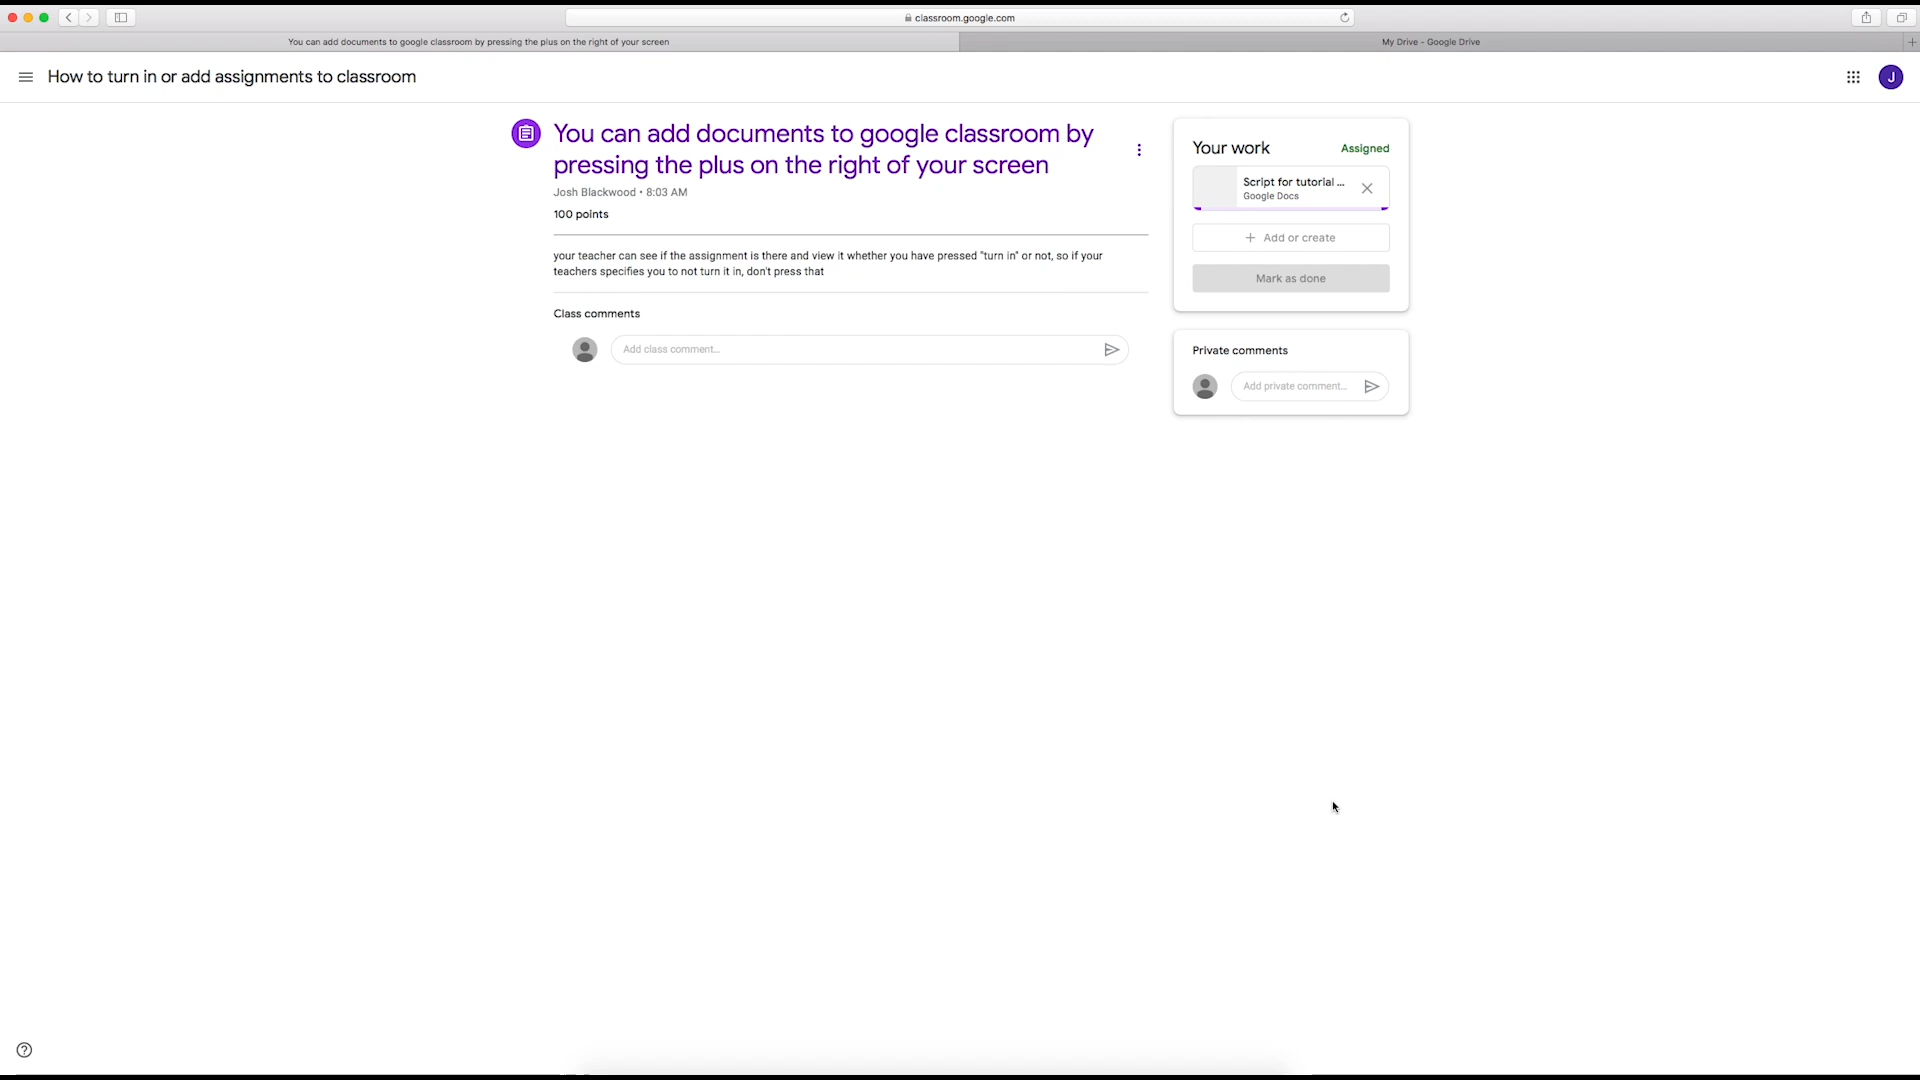 classroom.google.com
You can add documents to google classroom by pressing the plus on the right of your screen
My Drive - Google Drive
How to turn in or add assignments to classroom
J
You can add documents to google classroom by
pressing the plus on the right of your screen
Josh Blackwood • 8:03 AM
100 points
your teacher can see if the assignment is there and view it whether you have pressed "turn in" or not, so if your
teachers specifies you to not turn it in, don't press that
Class comments
Add class comment...
Your work
Assigned
Script for tutorial ...
Google Docs
+ Add or create
Mark as done
Private comments
Add private comment...